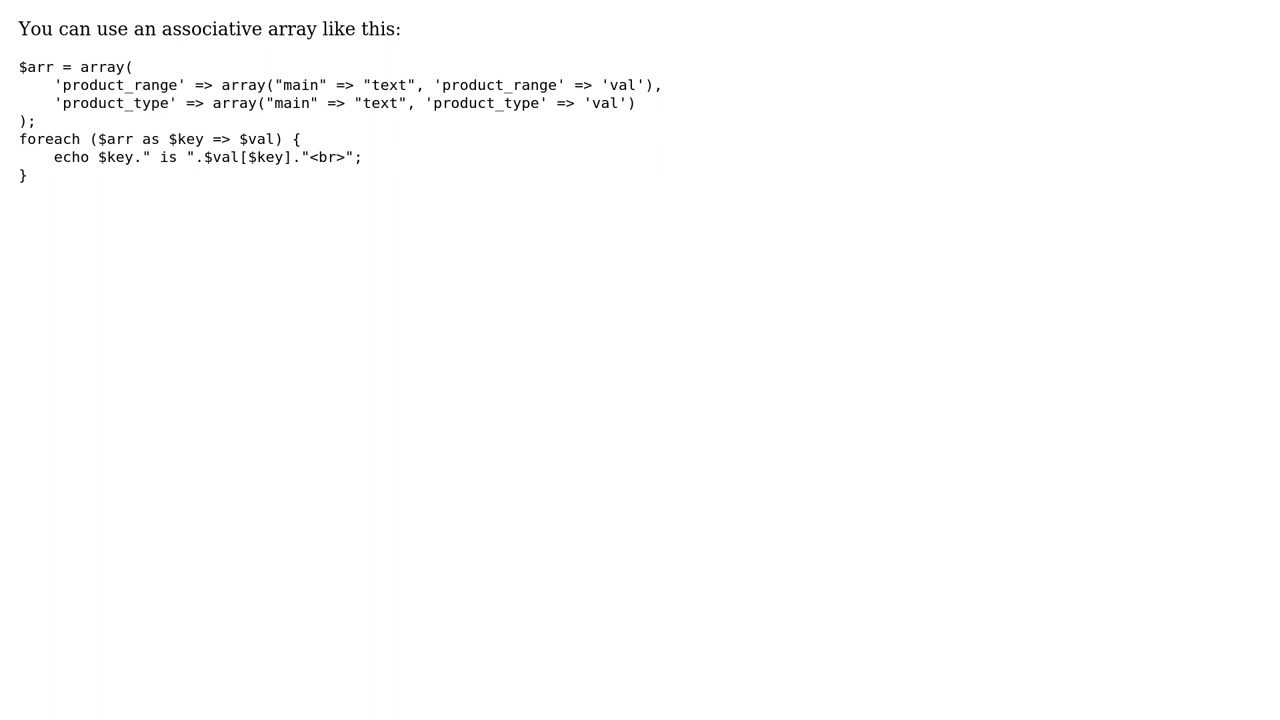 You can use an associative array like this:
$arr = array(
    'product_range' => array("main" => "text", 'product_range' => 'val'),
    'product_type' => array("main" => "text", 'product_type' => 'val')
);
foreach ($arr as $key => $val) {
    echo $key." is ".$val[$key]."<br>";
}